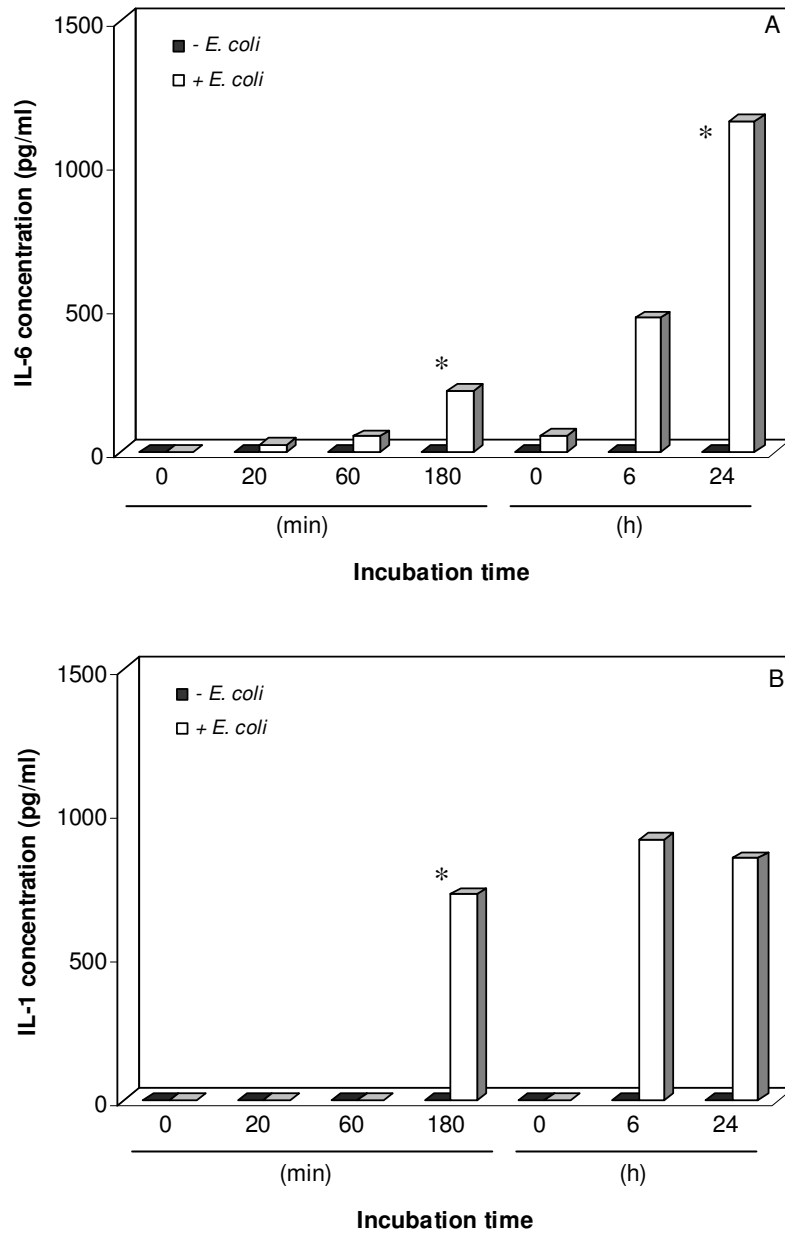 A
- E. coli
+ E. coli
1500
1000
500
0
IL-6 concentration (pg/ml)
*
*
0 20 60 180 0 6 24
(min) (h)
Incubation time
B
- E. coli
+ E. coli
1500
1000
500
0
IL-1 concentration (pg/ml)
*
0 20 60 180 0 6 24
(min) (h)
Incubation time